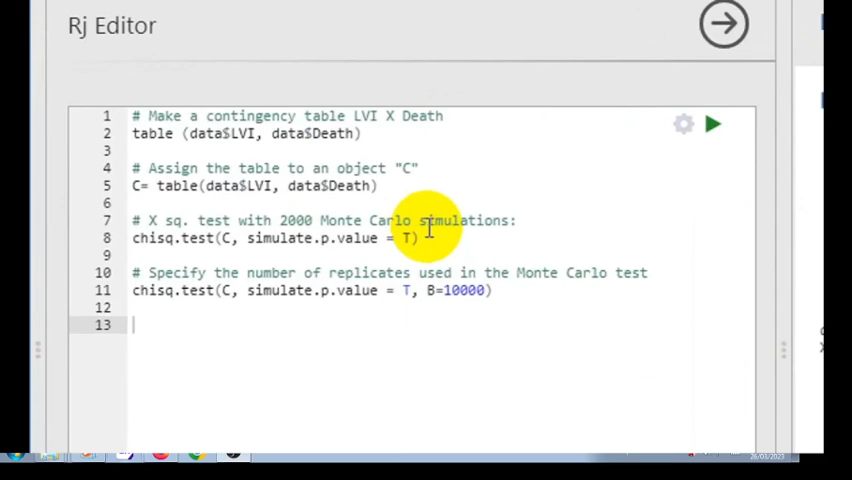 Rj Editor
1 # Make a contingency table LVI X Death
2 table (data$LVI, data$Death)
3
4 # Assign the table to an object "C"
5 C= table(data$LVI, data$Death)
6
7 # X sq. test with 2000 Monte Carlo simulations:
8 chisq.test(C, simulate.p.value = T)
9
10 # Specify the number of replicates used in the Monte Carlo test
11 chisq.test(C, simulate.p.value = T, B=10000)
12
13
26/03/2023